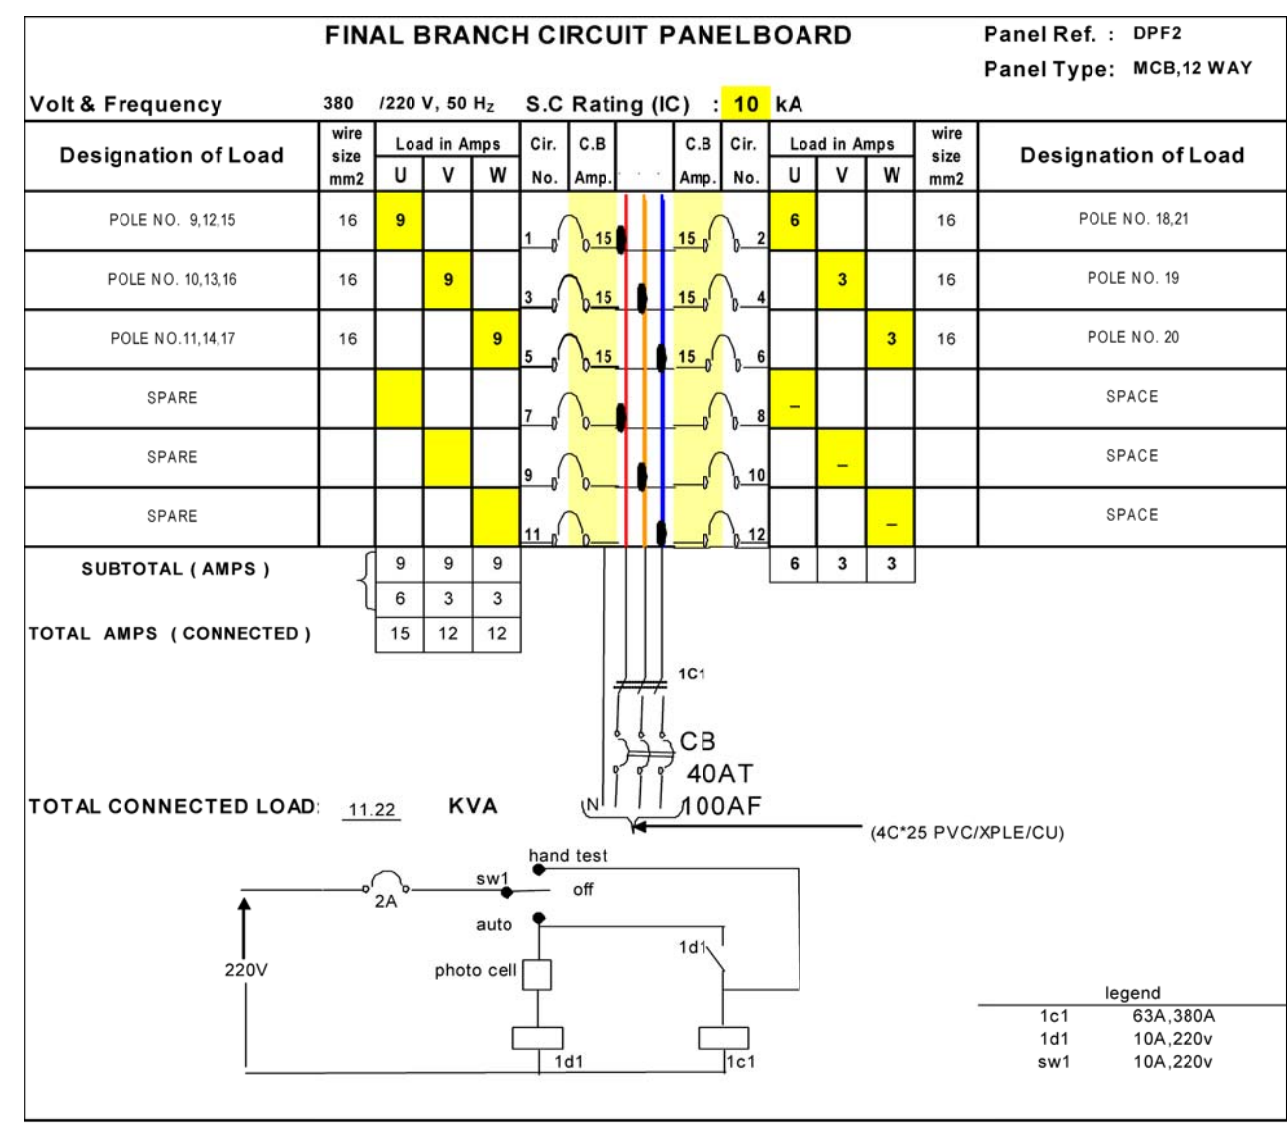 FINAL BRANCH CIRCUIT PANELBOARD Panel Ref. : DPF2
Panel Type: MCB,12 WAY
Volt & Frequency 380 /220 V, 50 Hz S.C Rating (IC) : 10 kA
Designation of Load wire size mm2 Load in Amps Cir. No. C.B Amp. C.B Amp. Cir. No. Load in Amps wire size mm2 Designation of Load
U V W U V W
POLE NO. 9,12,15 16 9 1 15 15 2 6 16 POLE NO. 18,21
POLE NO. 10,13,16 16 9 3 15 15 4 3 16 POLE NO. 19
POLE NO.11,14,17 16 9 5 15 15 6 3 16 POLE NO. 20
SPARE 7 8 – SPACE
SPARE 9 10 – SPACE
SPARE 11 12 – SPACE
SUBTOTAL ( AMPS ) 9 9 9 6 3 3
6 3 3
TOTAL AMPS ( CONNECTED ) 15 12 12
1C1
CB
40AT
TOTAL CONNECTED LOAD: 11.22 KVA N 100AF
(4C*25 PVC/XPLE/CU)
hand test
sw1 off
2A
auto
1d1
220V photo cell
1d1 1c1
legend
1c1 63A,380A
1d1 10A,220v
sw1 10A,220v